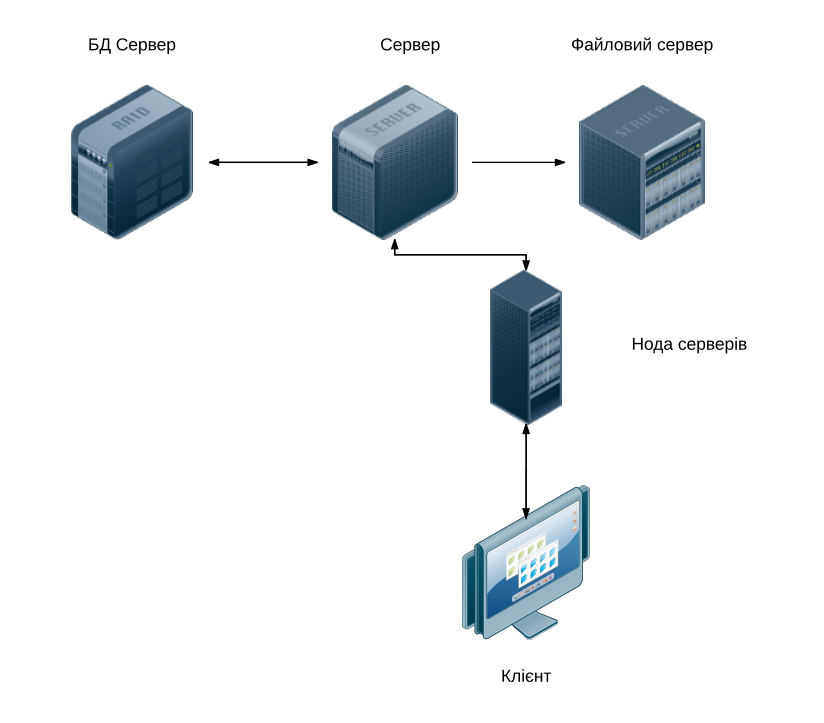 БД Сервер
Сервер
Файловий сервер
RAID
SERVER
SERVER
Нода серверів
Клієнт